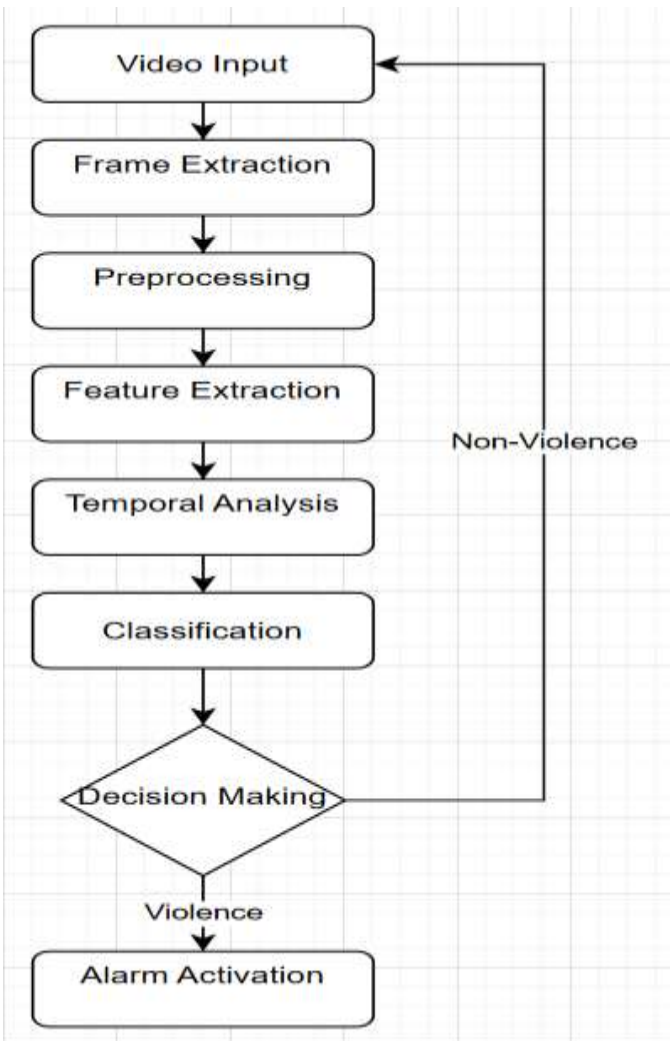 Video Input
Frame Extraction
Preprocessing
Feature Extraction
Temporal Analysis
Classification
Decision Making
Non-Violence
Violence
Alarm Activation